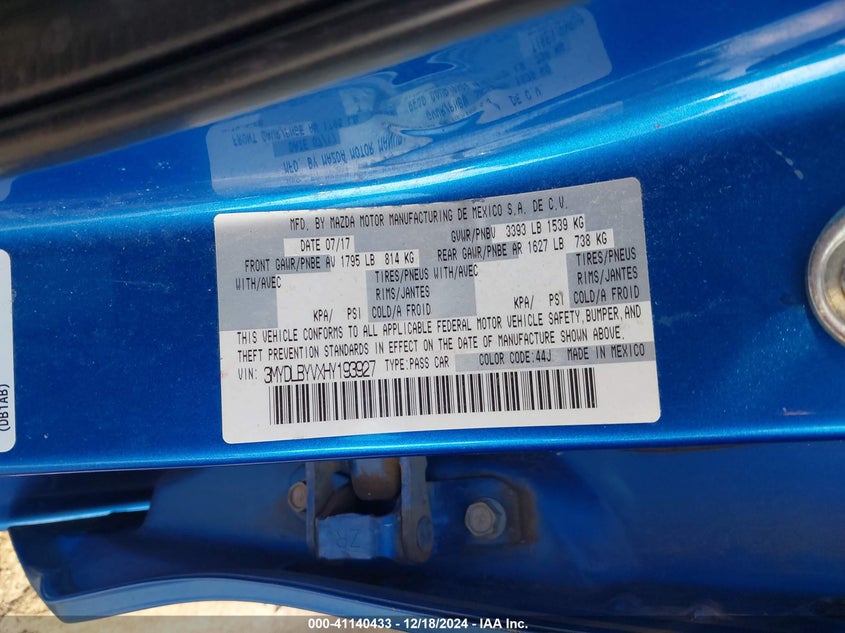 MFD. BY MAZDA MOTOR MANUFACTURING DE MEXICO S.A. DE C.V.
DATE 07/17 GVWR/PNBV 3393 LB 1539 KG
FRONT GAWR/PNBE AV 1795 LB 814 KG REAR GAWR/PNBE AR 1627 LB 738 KG
WITH/AVEC TIRES/PNEUS WITH/AVEC TIRES/PNEUS
RIMS/JANTES RIMS/JANTES
KPA/ PSI COLD/A FROID KPA/ PSI COLD/A FROID
THIS VEHICLE CONFORMS TO ALL APPLICABLE FEDERAL MOTOR VEHICLE SAFETY, BUMPER, AND
THEFT PREVENTION STANDARDS IN EFFECT ON THE DATE OF MANUFACTURE SHOWN ABOVE.
VIN: 3MYDLBYVXHY193927 TYPE:PASS CAR COLOR CODE:44J MADE IN MEXICO
(DB1AB)
ZR
000-41140433 - 12/18/2024 - IAA Inc.